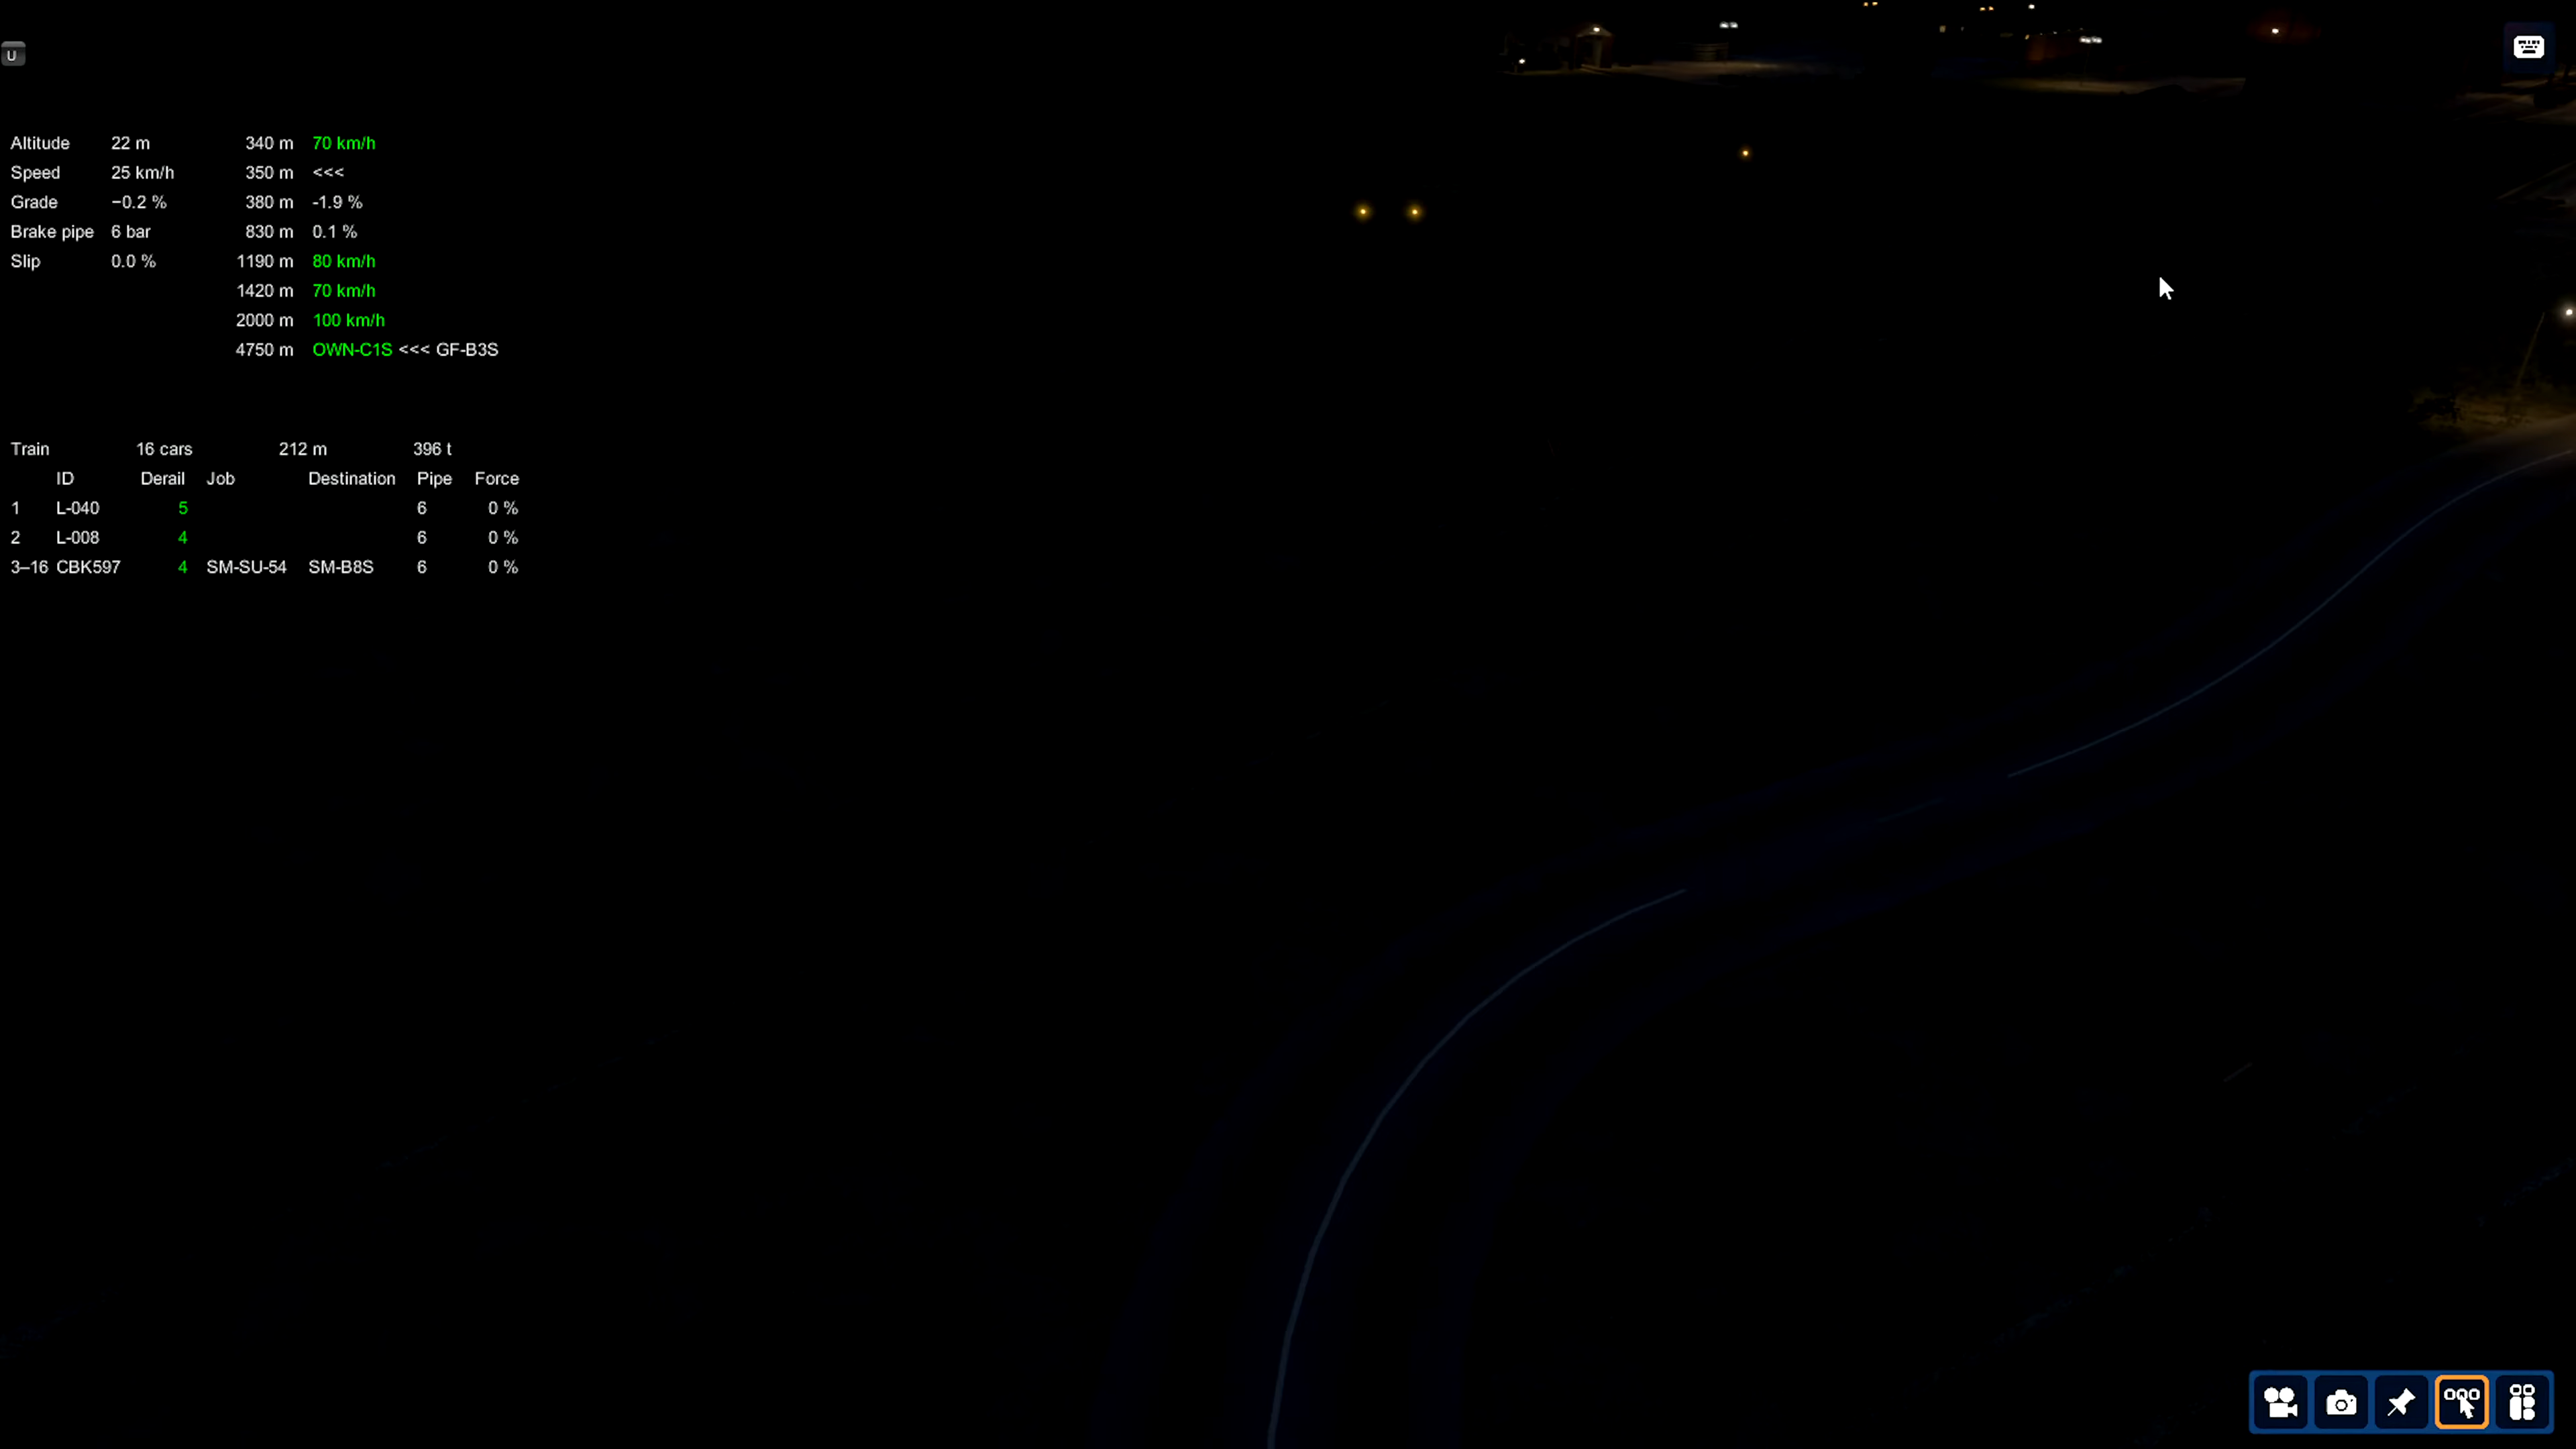 U
Altitude 22 m 340 m 70 km/h
Speed 25 km/h 350 m <<<
Grade −0.2 % 380 m -1.9 %
Brake pipe 6 bar 830 m 0.1 %
Slip 0.0 % 1190 m 80 km/h
1420 m 70 km/h
2000 m 100 km/h
4750 m OWN-C1S <<< GF-B3S
Train 16 cars 212 m 396 t
ID Derail Job Destination Pipe Force
1 L-040 5 6 0 %
2 L-008 4 6 0 %
3–16 CBK597 4 SM-SU-54 SM-B8S 6 0 %